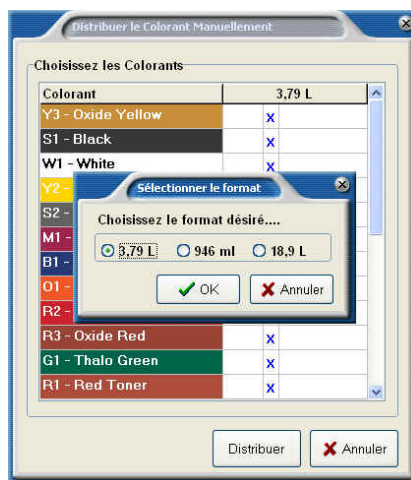 Distribuer le Colorant Manuellement
Choisissez les Colorants
Colorant 3,79 L
Y3 - Oxide Yellow x
S1 - Black x
W1 - White x
Y2 -
S2 -
M1 -
B1 -
O1 -
R2 -
Sélectionner le format
Choisissez le format désiré....
3,79 L 946 ml 18,9 L
OK Annuler
R3 - Oxide Red x
G1 - Thalo Green x
R1 - Red Toner x
Distribuer Annuler